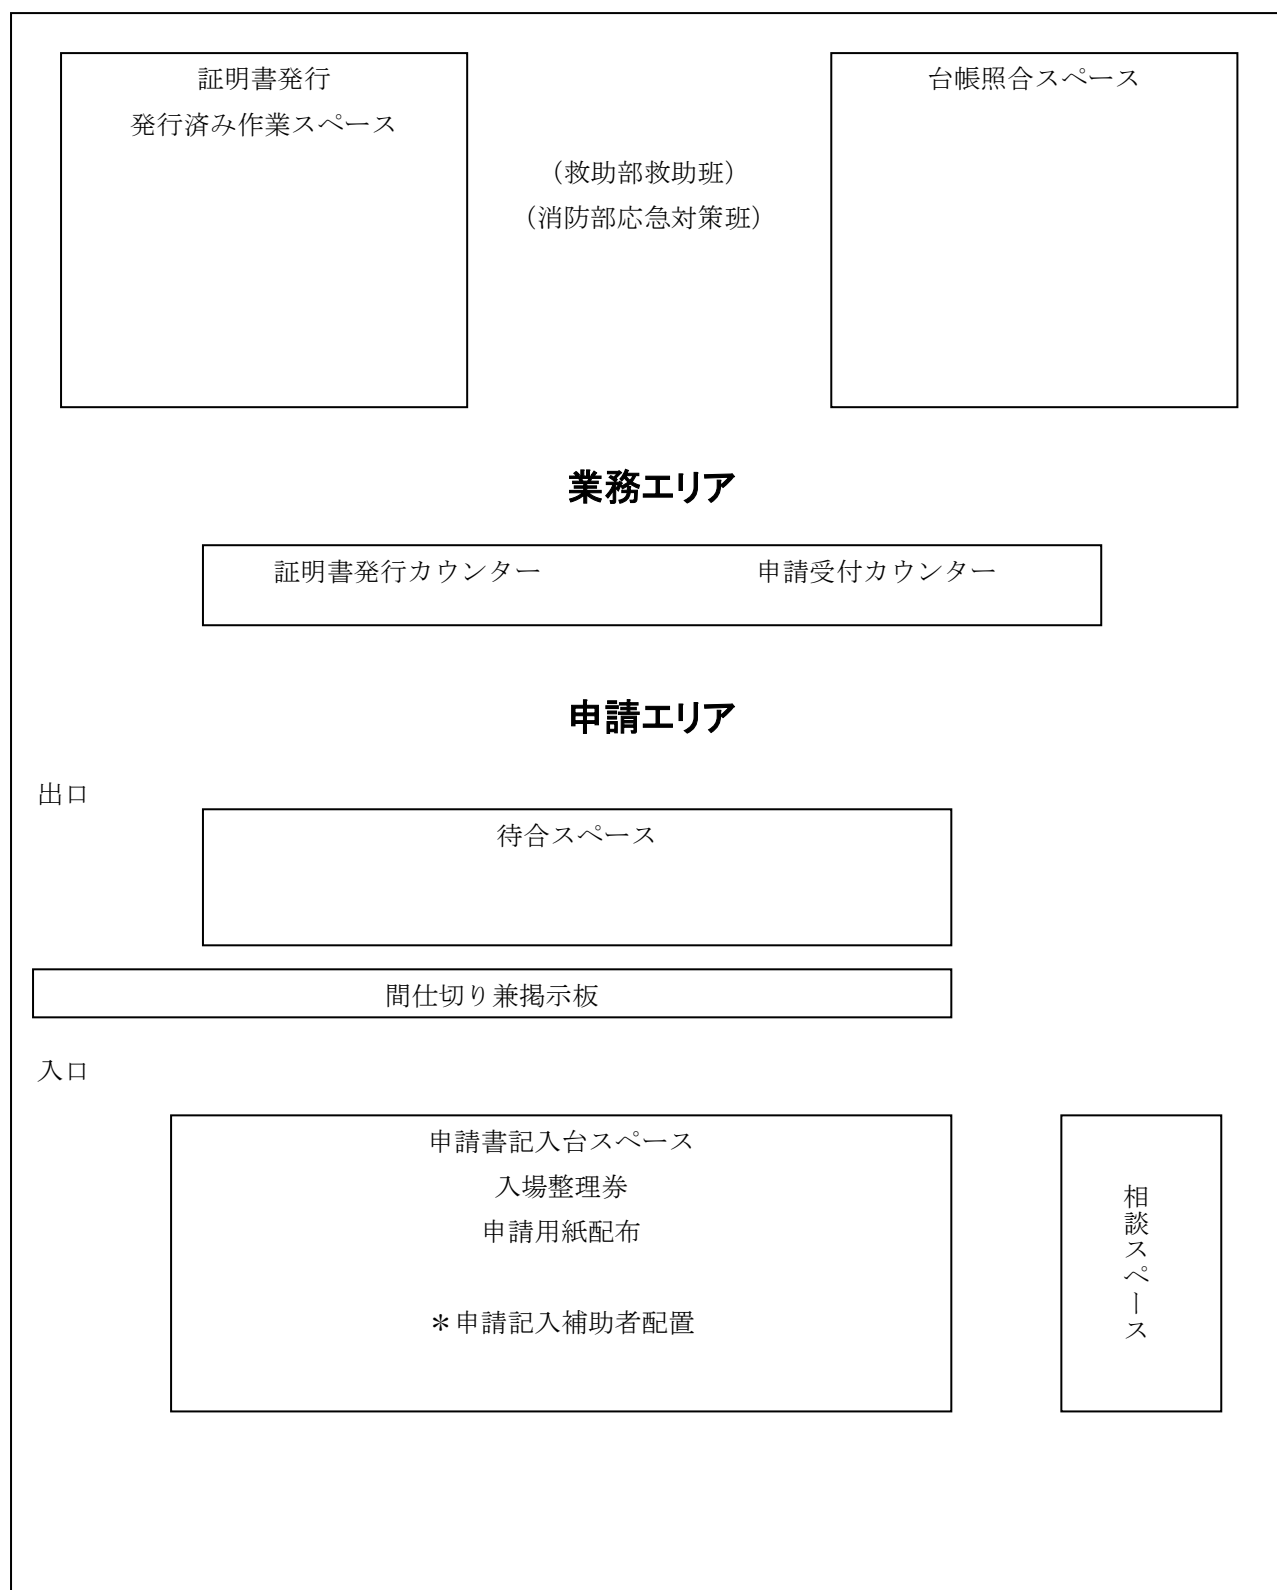 証明書発行
発行済み作業スペース
台帳照合スペース
（救助部救助班）
（消防部応急対策班）
業務エリア
証明書発行カウンター
申請受付カウンター
申請エリア
出口
待合スペース
間仕切り兼掲示板
入口
申請書記入台スペース
入場整理券
申請用紙配布
＊申請記入補助者配置
相談スペース